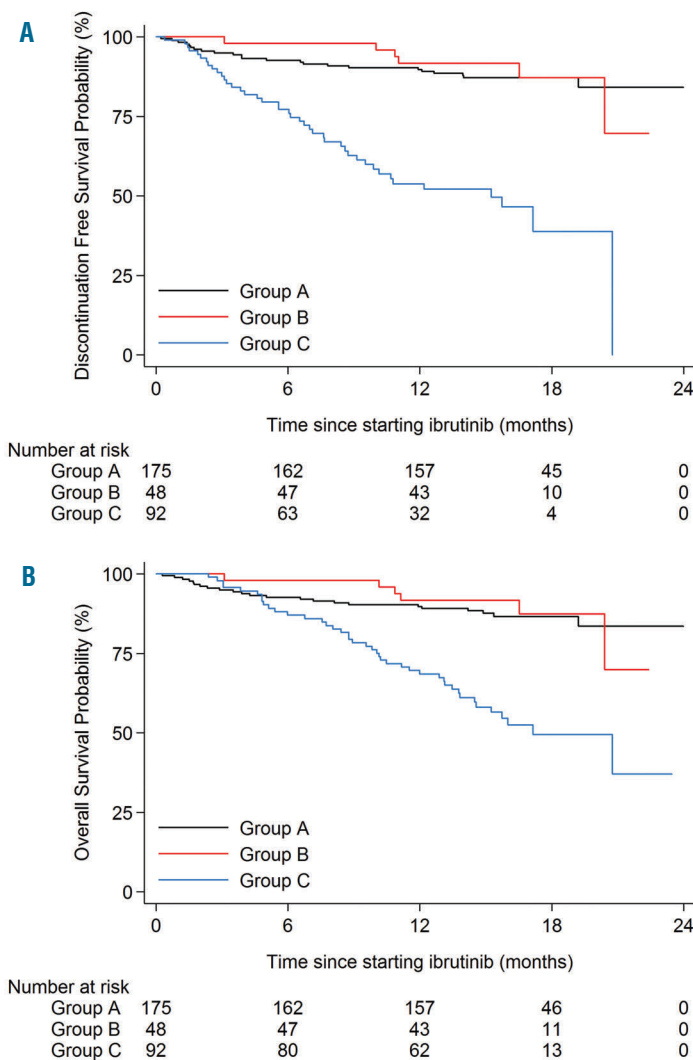 A
Discontinuation Free Survival Probability (%)
100
75
50
25
0
Group A
Group B
Group C
0 6 12 18 24
Time since starting ibrutinib (months)
Number at risk
Group A 175 162 157 45 0
Group B 48 47 43 10 0
Group C 92 63 32 4 0
B
Overall Survival Probability (%)
100
75
50
25
0
Group A
Group B
Group C
0 6 12 18 24
Time since starting ibrutinib (months)
Number at risk
Group A 175 162 157 46 0
Group B 48 47 43 11 0
Group C 92 80 62 13 0